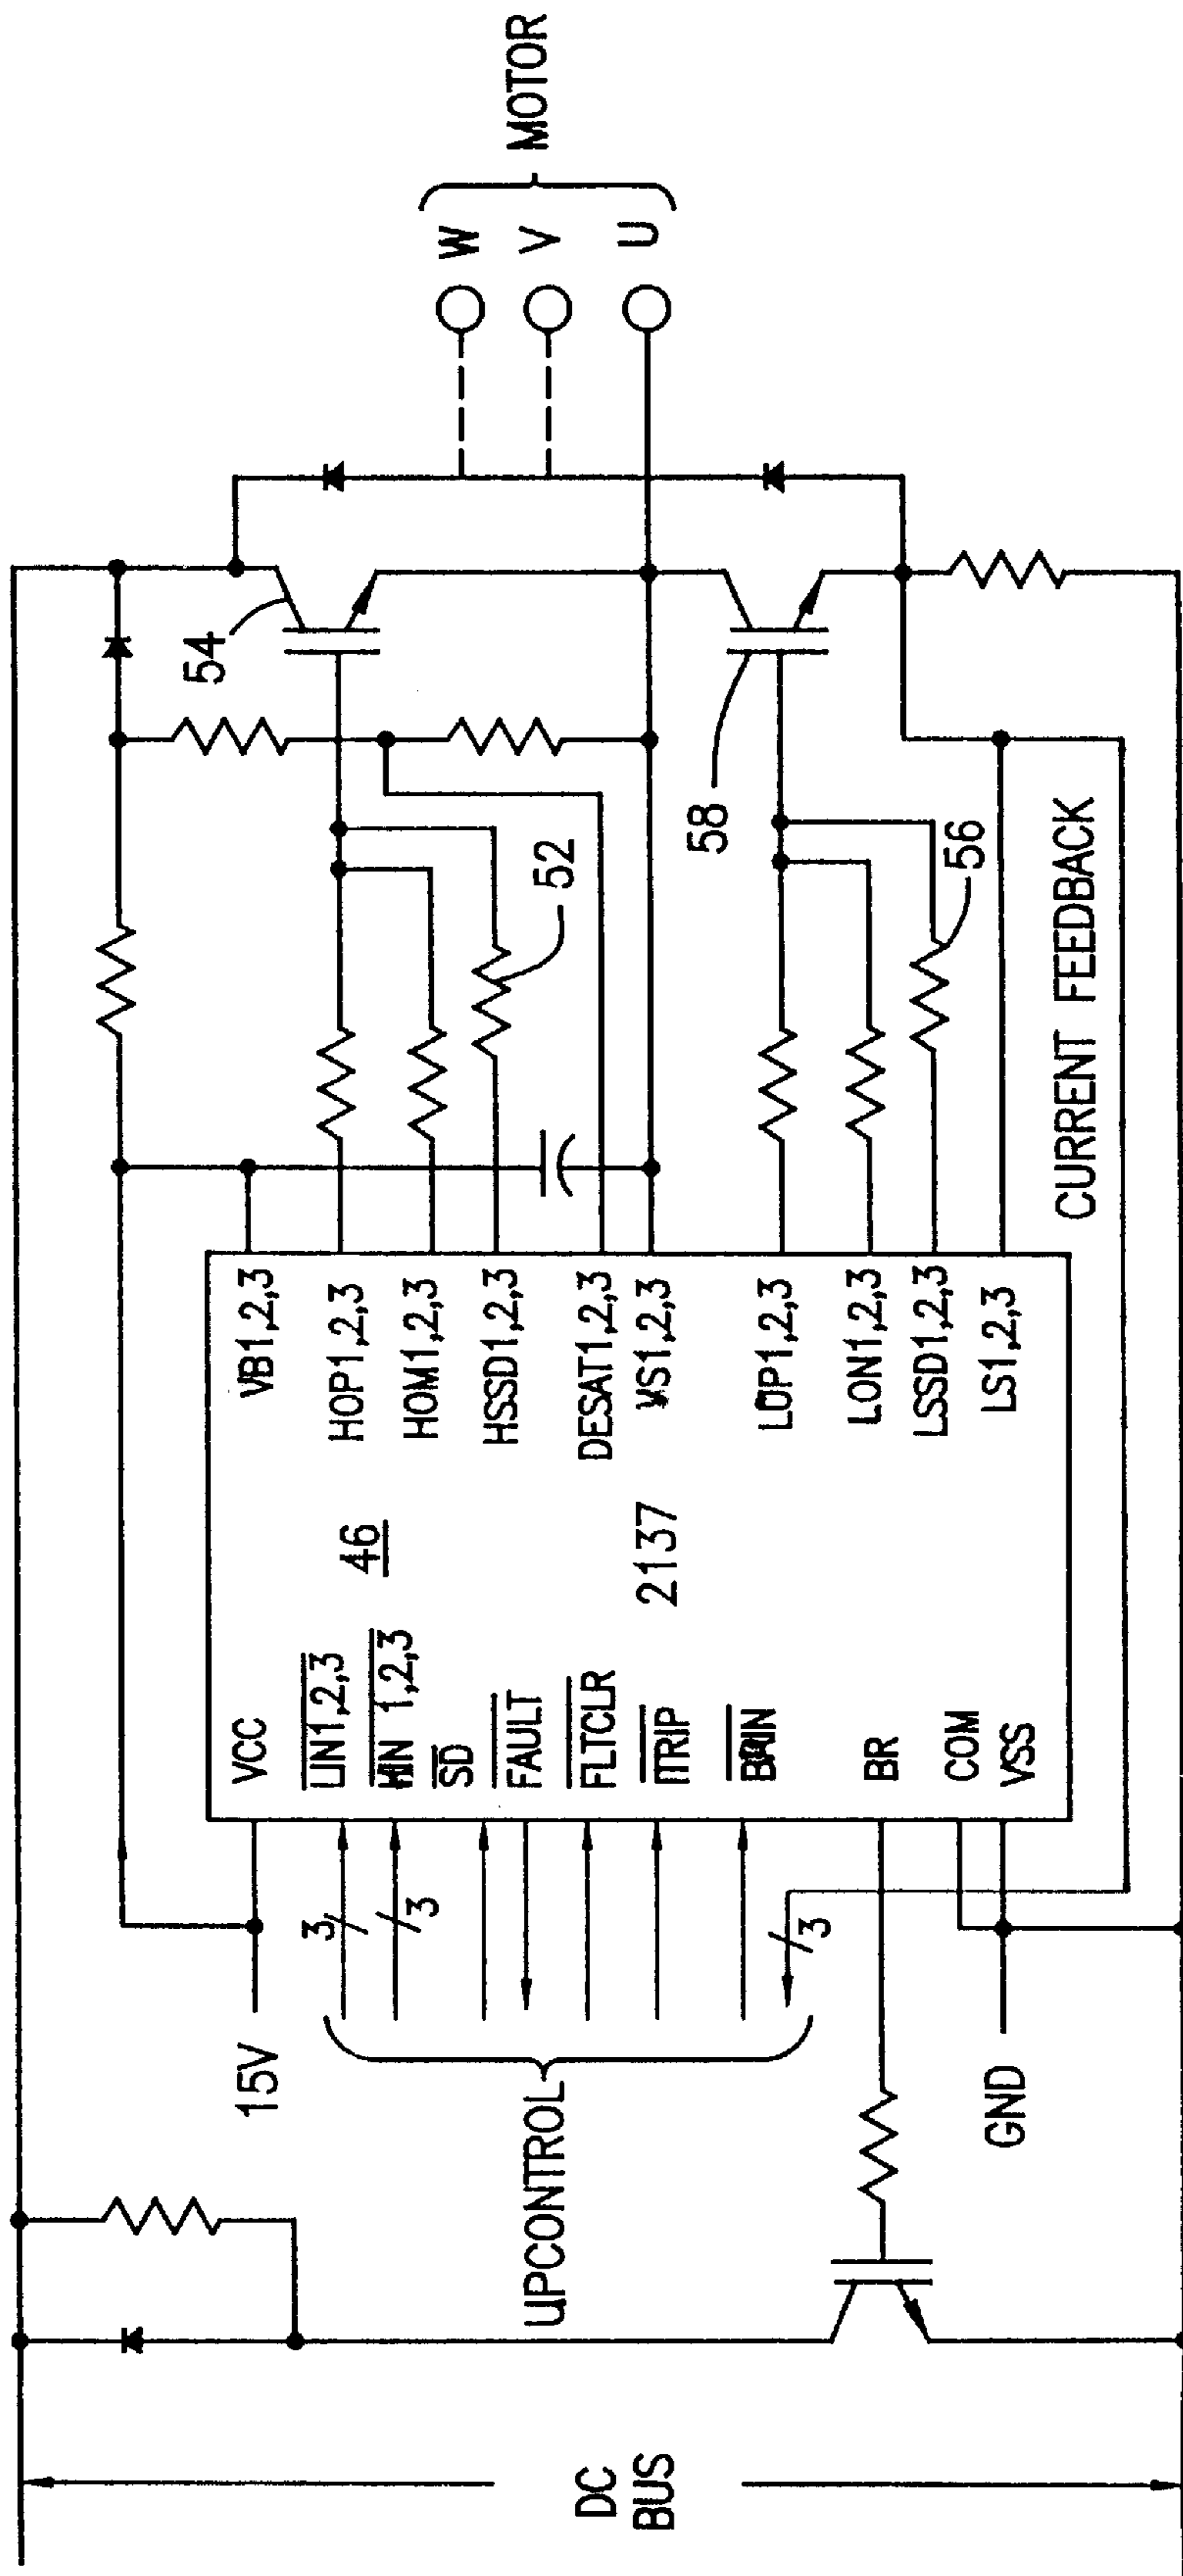 DC
BUS
15V
UPCONTROL
GND
3
3
3
VCC
LIN1,2,3
HIN 1,2,3
SD
FAULT
FLTCLR
ITRIP
BRIN
BR
COM
VSS
46
2137
VB1,2,3
HOP1,2,3
HOM1,2,3
HSSD1,2,3
DESAT1,2,3
VS1,2,3
LOP1,2,3
LON1,2,3
LSSD1,2,3
LS1,2,3
CURRENT FEEDBACK
52
54
56
58
W
V
U
MOTOR